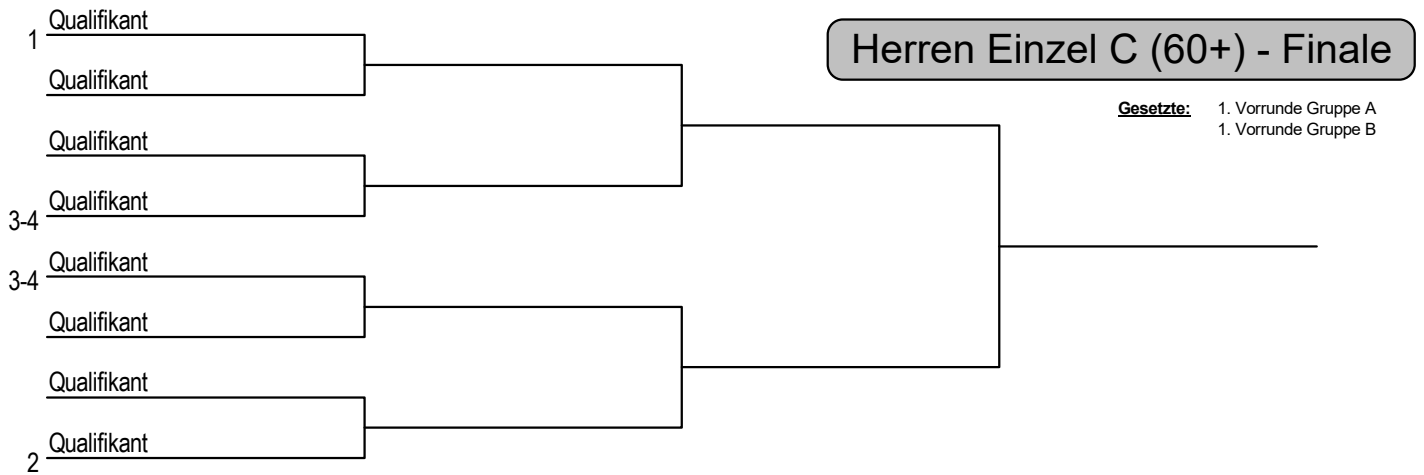 Herren Einzel C (60+) - Finale
Gesetzte: 1. Vorrunde Gruppe A
1. Vorrunde Gruppe B
1 Qualifikant
Qualifikant
Qualifikant
3-4 Qualifikant
3-4 Qualifikant
Qualifikant
Qualifikant
2 Qualifikant